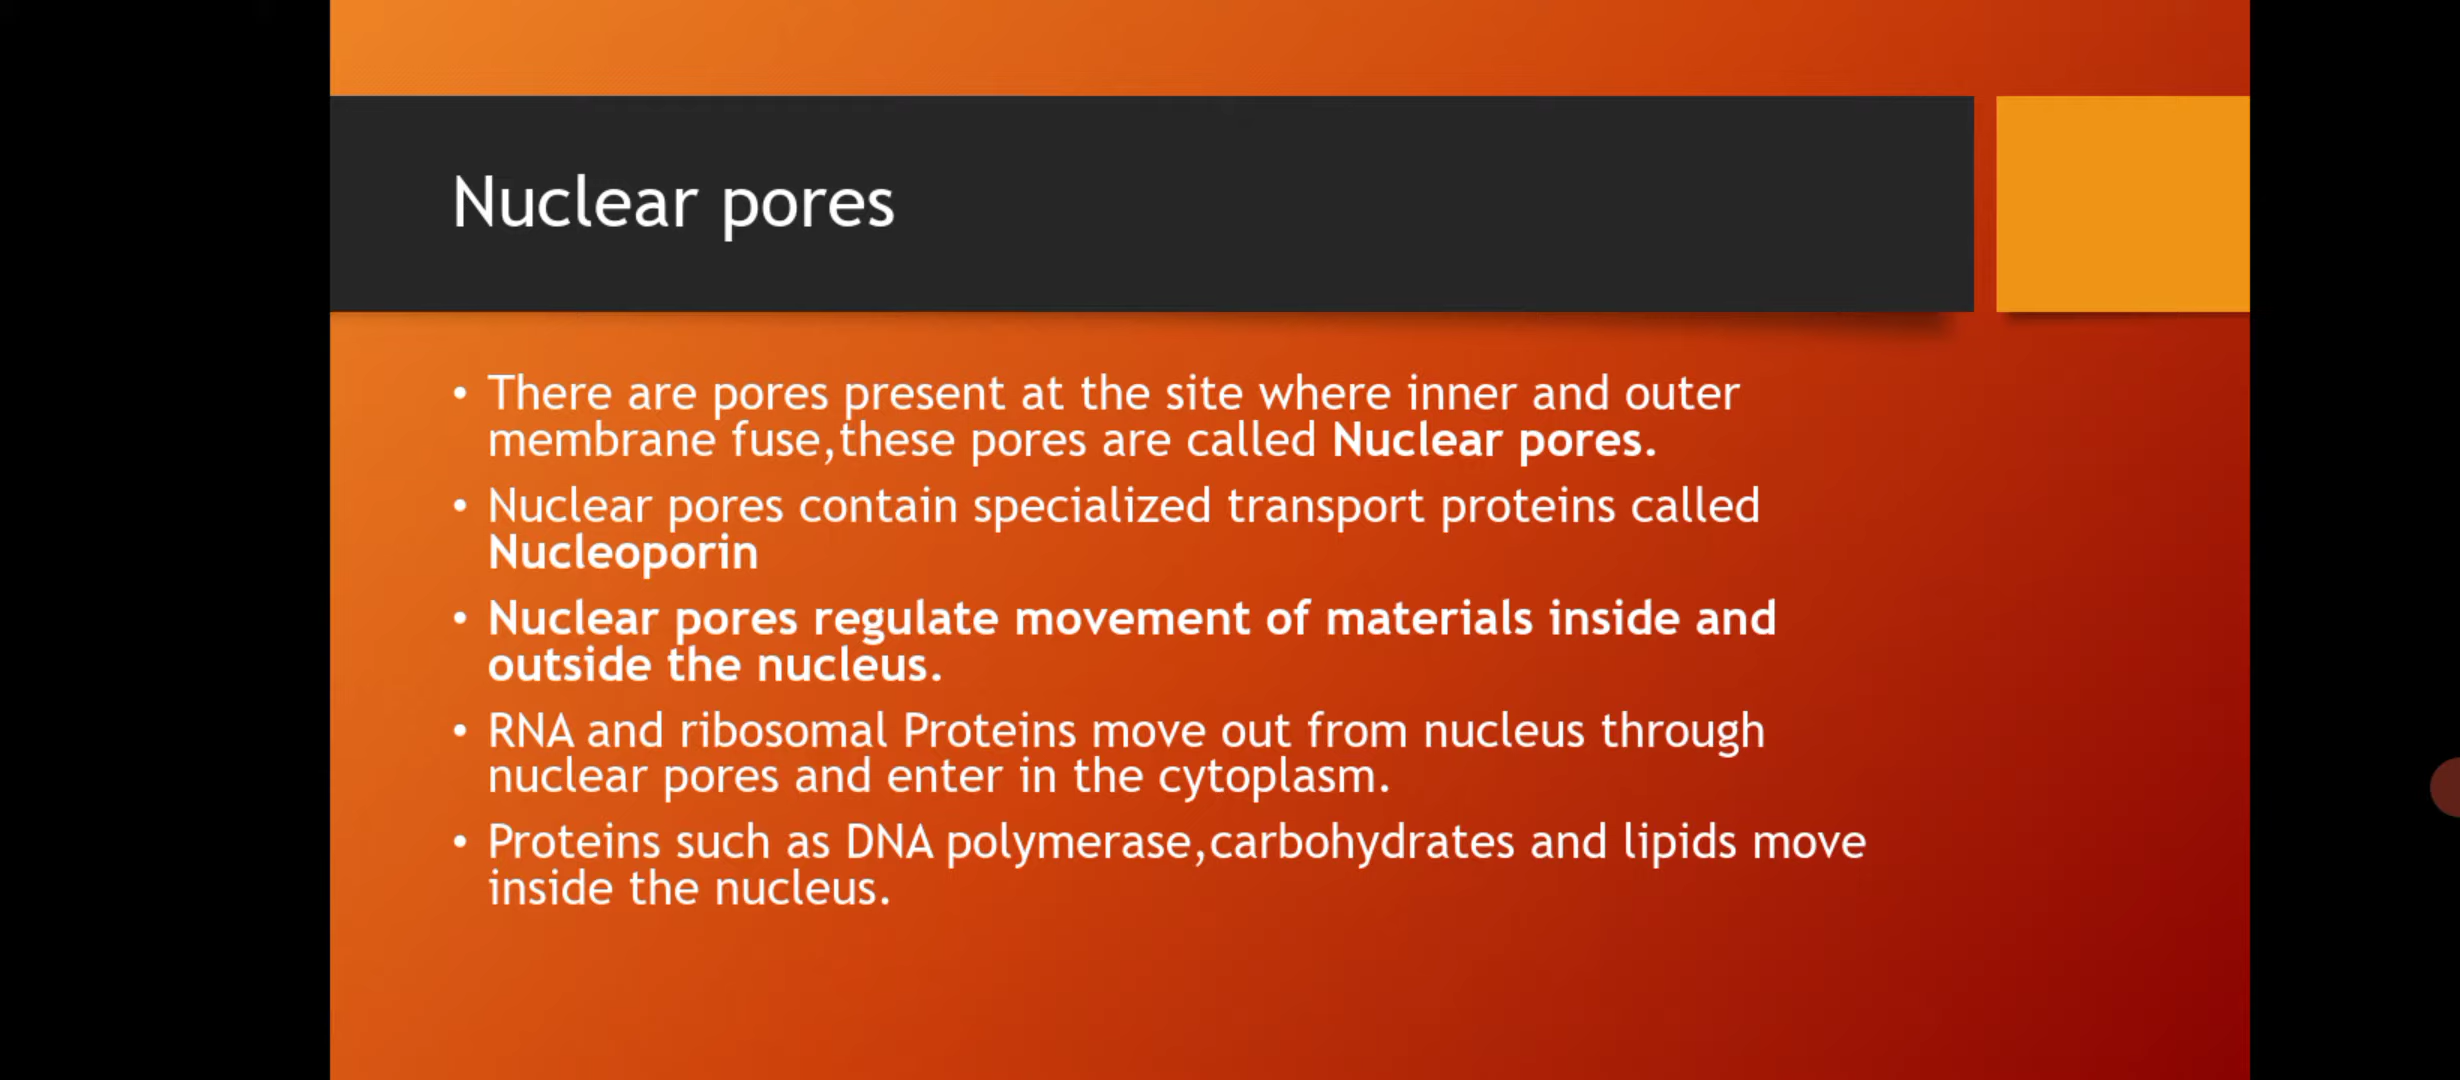 Nuclear pores
• There are pores present at the site where inner and outer
membrane fuse,these pores are called Nuclear pores.
• Nuclear pores contain specialized transport proteins called
Nucleoporin
• Nuclear pores regulate movement of materials inside and
outside the nucleus.
• RNA and ribosomal Proteins move out from nucleus through
nuclear pores and enter in the cytoplasm.
• Proteins such as DNA polymerase,carbohydrates and lipids move
inside the nucleus.